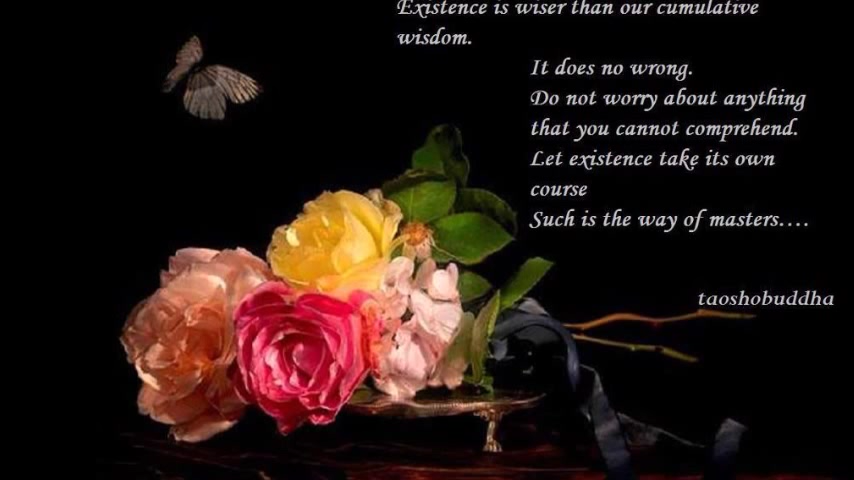 Existence is wiser than our cumulative
wisdom.
It does no wrong.
Do not worry about anything
that you cannot comprehend.
Let existence take its own
course
Such is the way of masters....
taoshobuddha